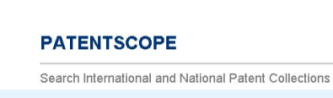 PATENTSCOPE
Search International and National Patent Collections